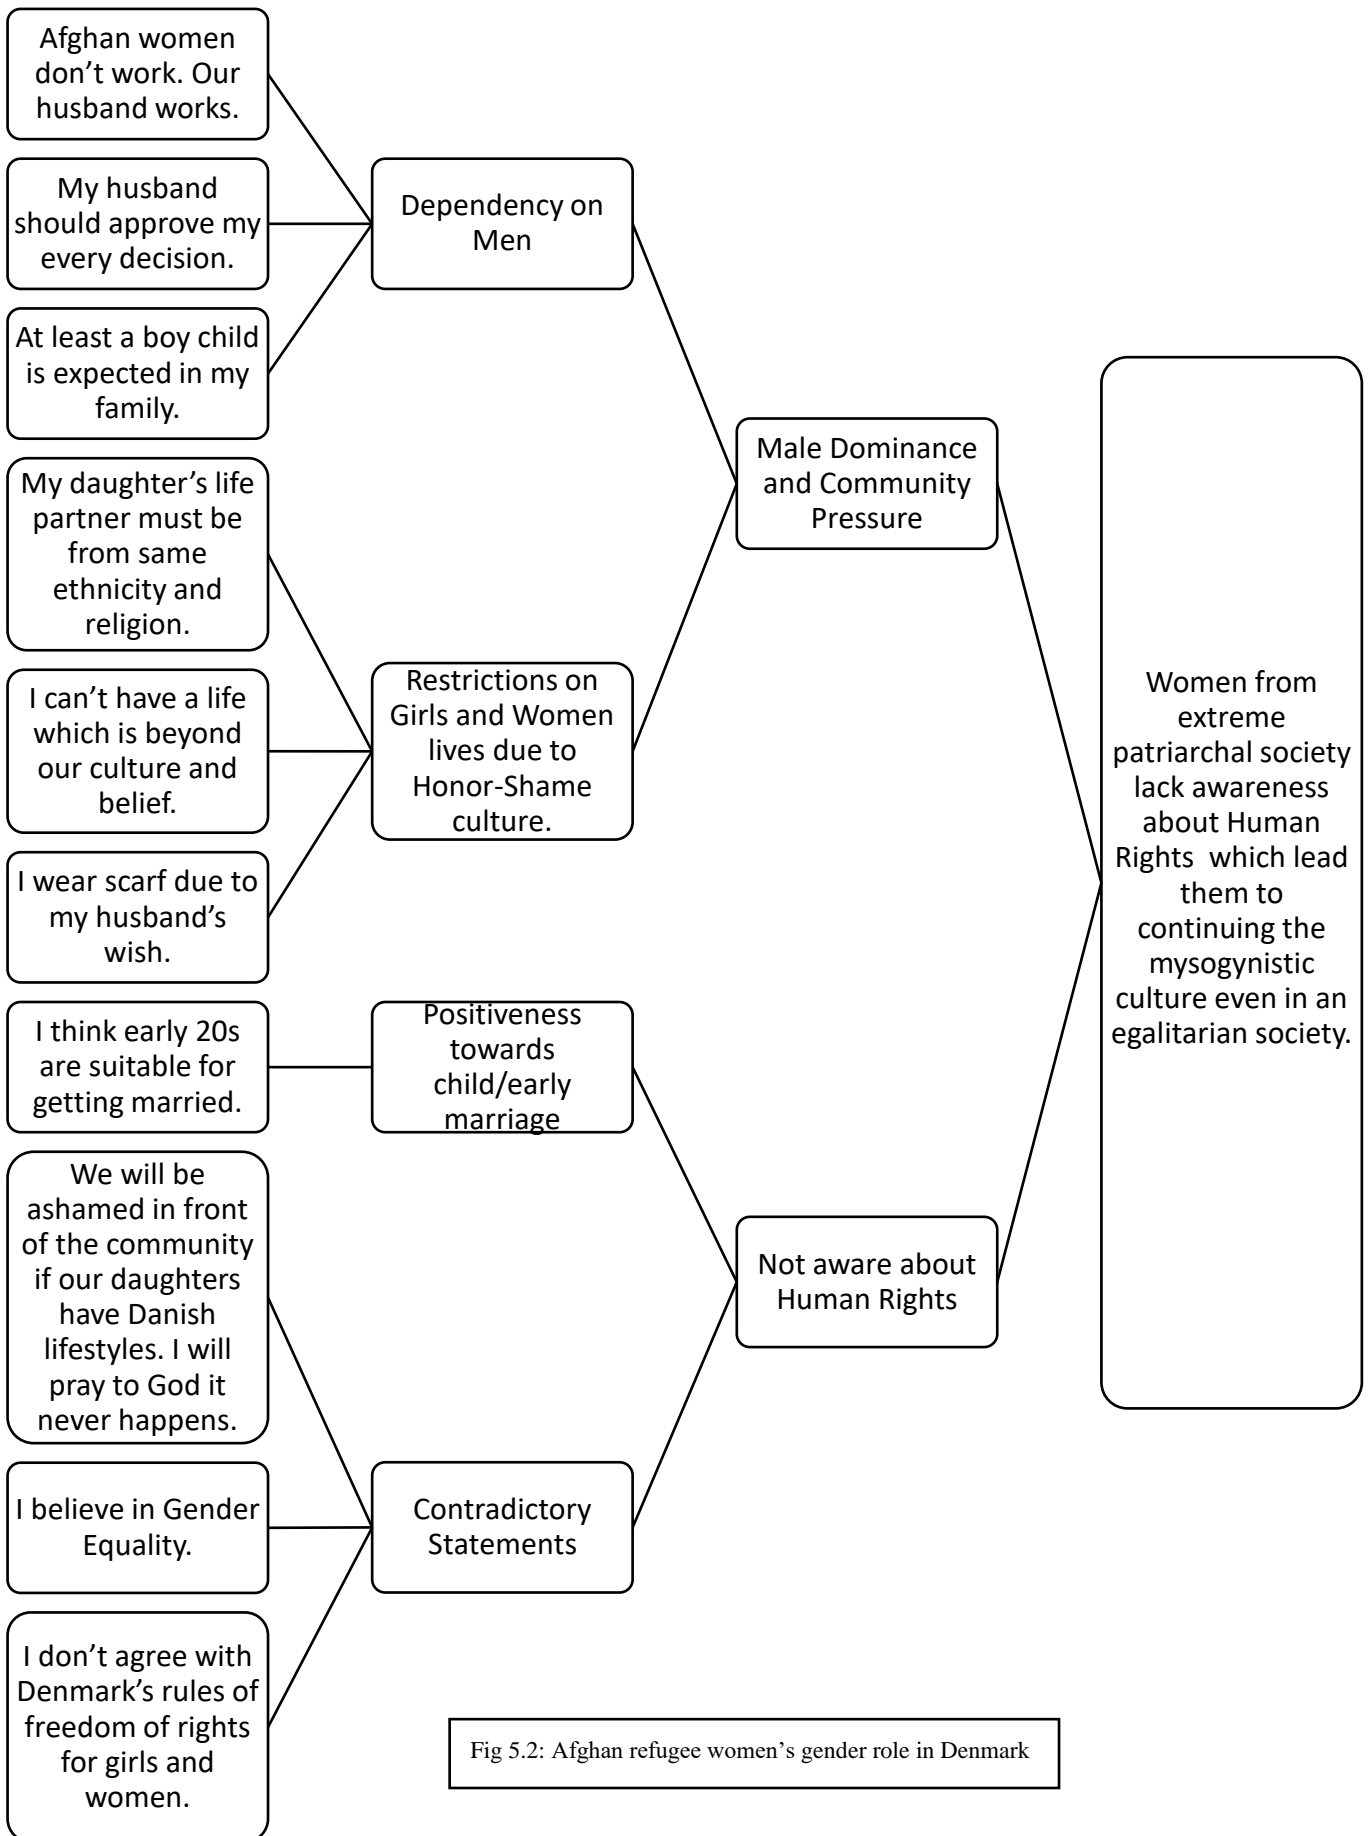 Afghan women
don’t work. Our
husband works.
My husband
should approve my
every decision.
At least a boy child
is expected in my
family.
My daughter’s life
partner must be
from same
ethnicity and
religion.
I can’t have a life
which is beyond
our culture and
belief.
I wear scarf due to
my husband’s
wish.
I think early 20s
are suitable for
getting married.
We will be
ashamed in front
of the community
if our daughters
have Danish
lifestyles. I will
pray to God it
never happens.
I believe in Gender
Equality.
I don’t agree with
Denmark’s rules of
freedom of rights
for girls and
women.
Dependency on
Men
Restrictions on
Girls and Women
lives due to
Honor-Shame
culture.
Positiveness
towards
child/early
marriage
Contradictory
Statements
Male Dominance
and Community
Pressure
Not aware about
Human Rights
Women from
extreme
patriarchal society
lack awareness
about Human
Rights  which lead
them to
continuing the
mysogynistic
culture even in an
egalitarian society.
Fig 5.2: Afghan refugee women’s gender role in Denmark